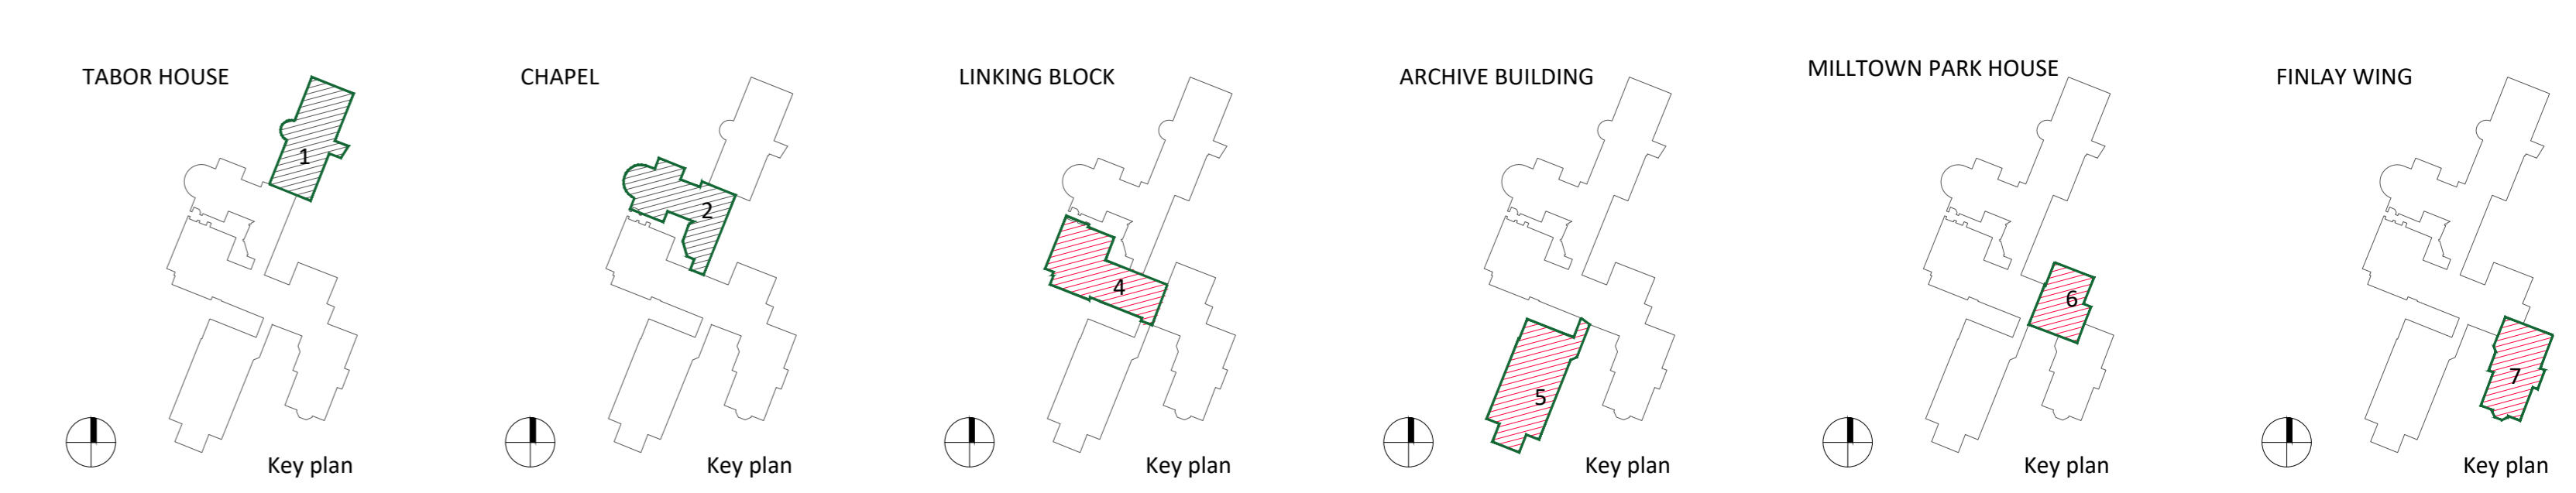 TABOR HOUSE
1
Key plan
CHAPEL
2
Key plan
LINKING BLOCK
4
Key plan
ARCHIVE BUILDING
5
Key plan
MILLTOWN PARK HOUSE
6
Key plan
FINLAY WING
7
Key plan